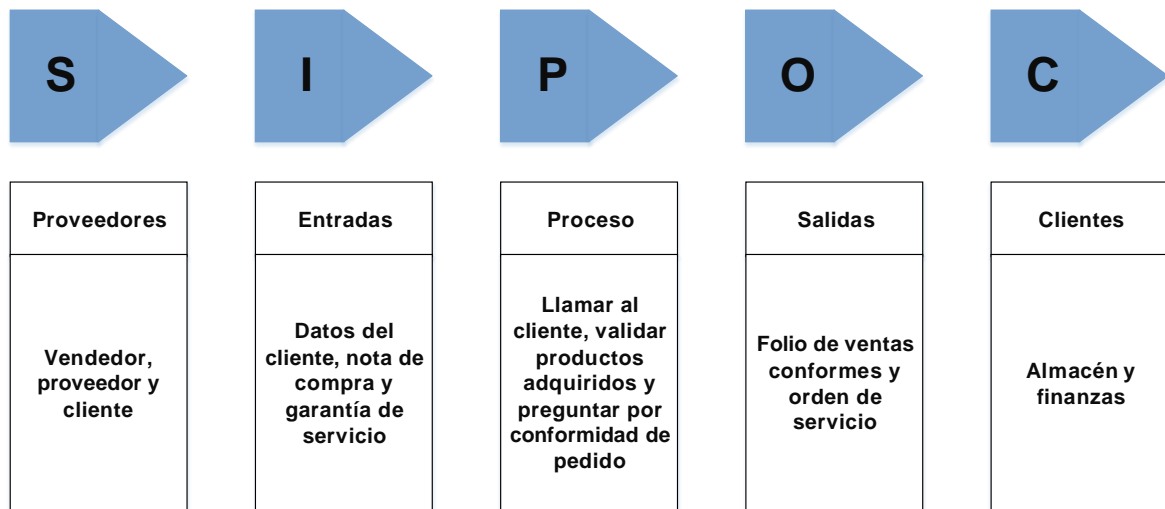 S
I
P
O
C
Proveedores
Entradas
Proceso
Salidas
Clientes
Vendedor,
proveedor y
cliente
Datos del
cliente, nota de
compra y
garantía de
servicio
Llamar al
cliente, validar
productos
adquiridos y
preguntar por
conformidad de
pedido
Folio de ventas
conformes y
orden de
servicio
Almacén y
finanzas